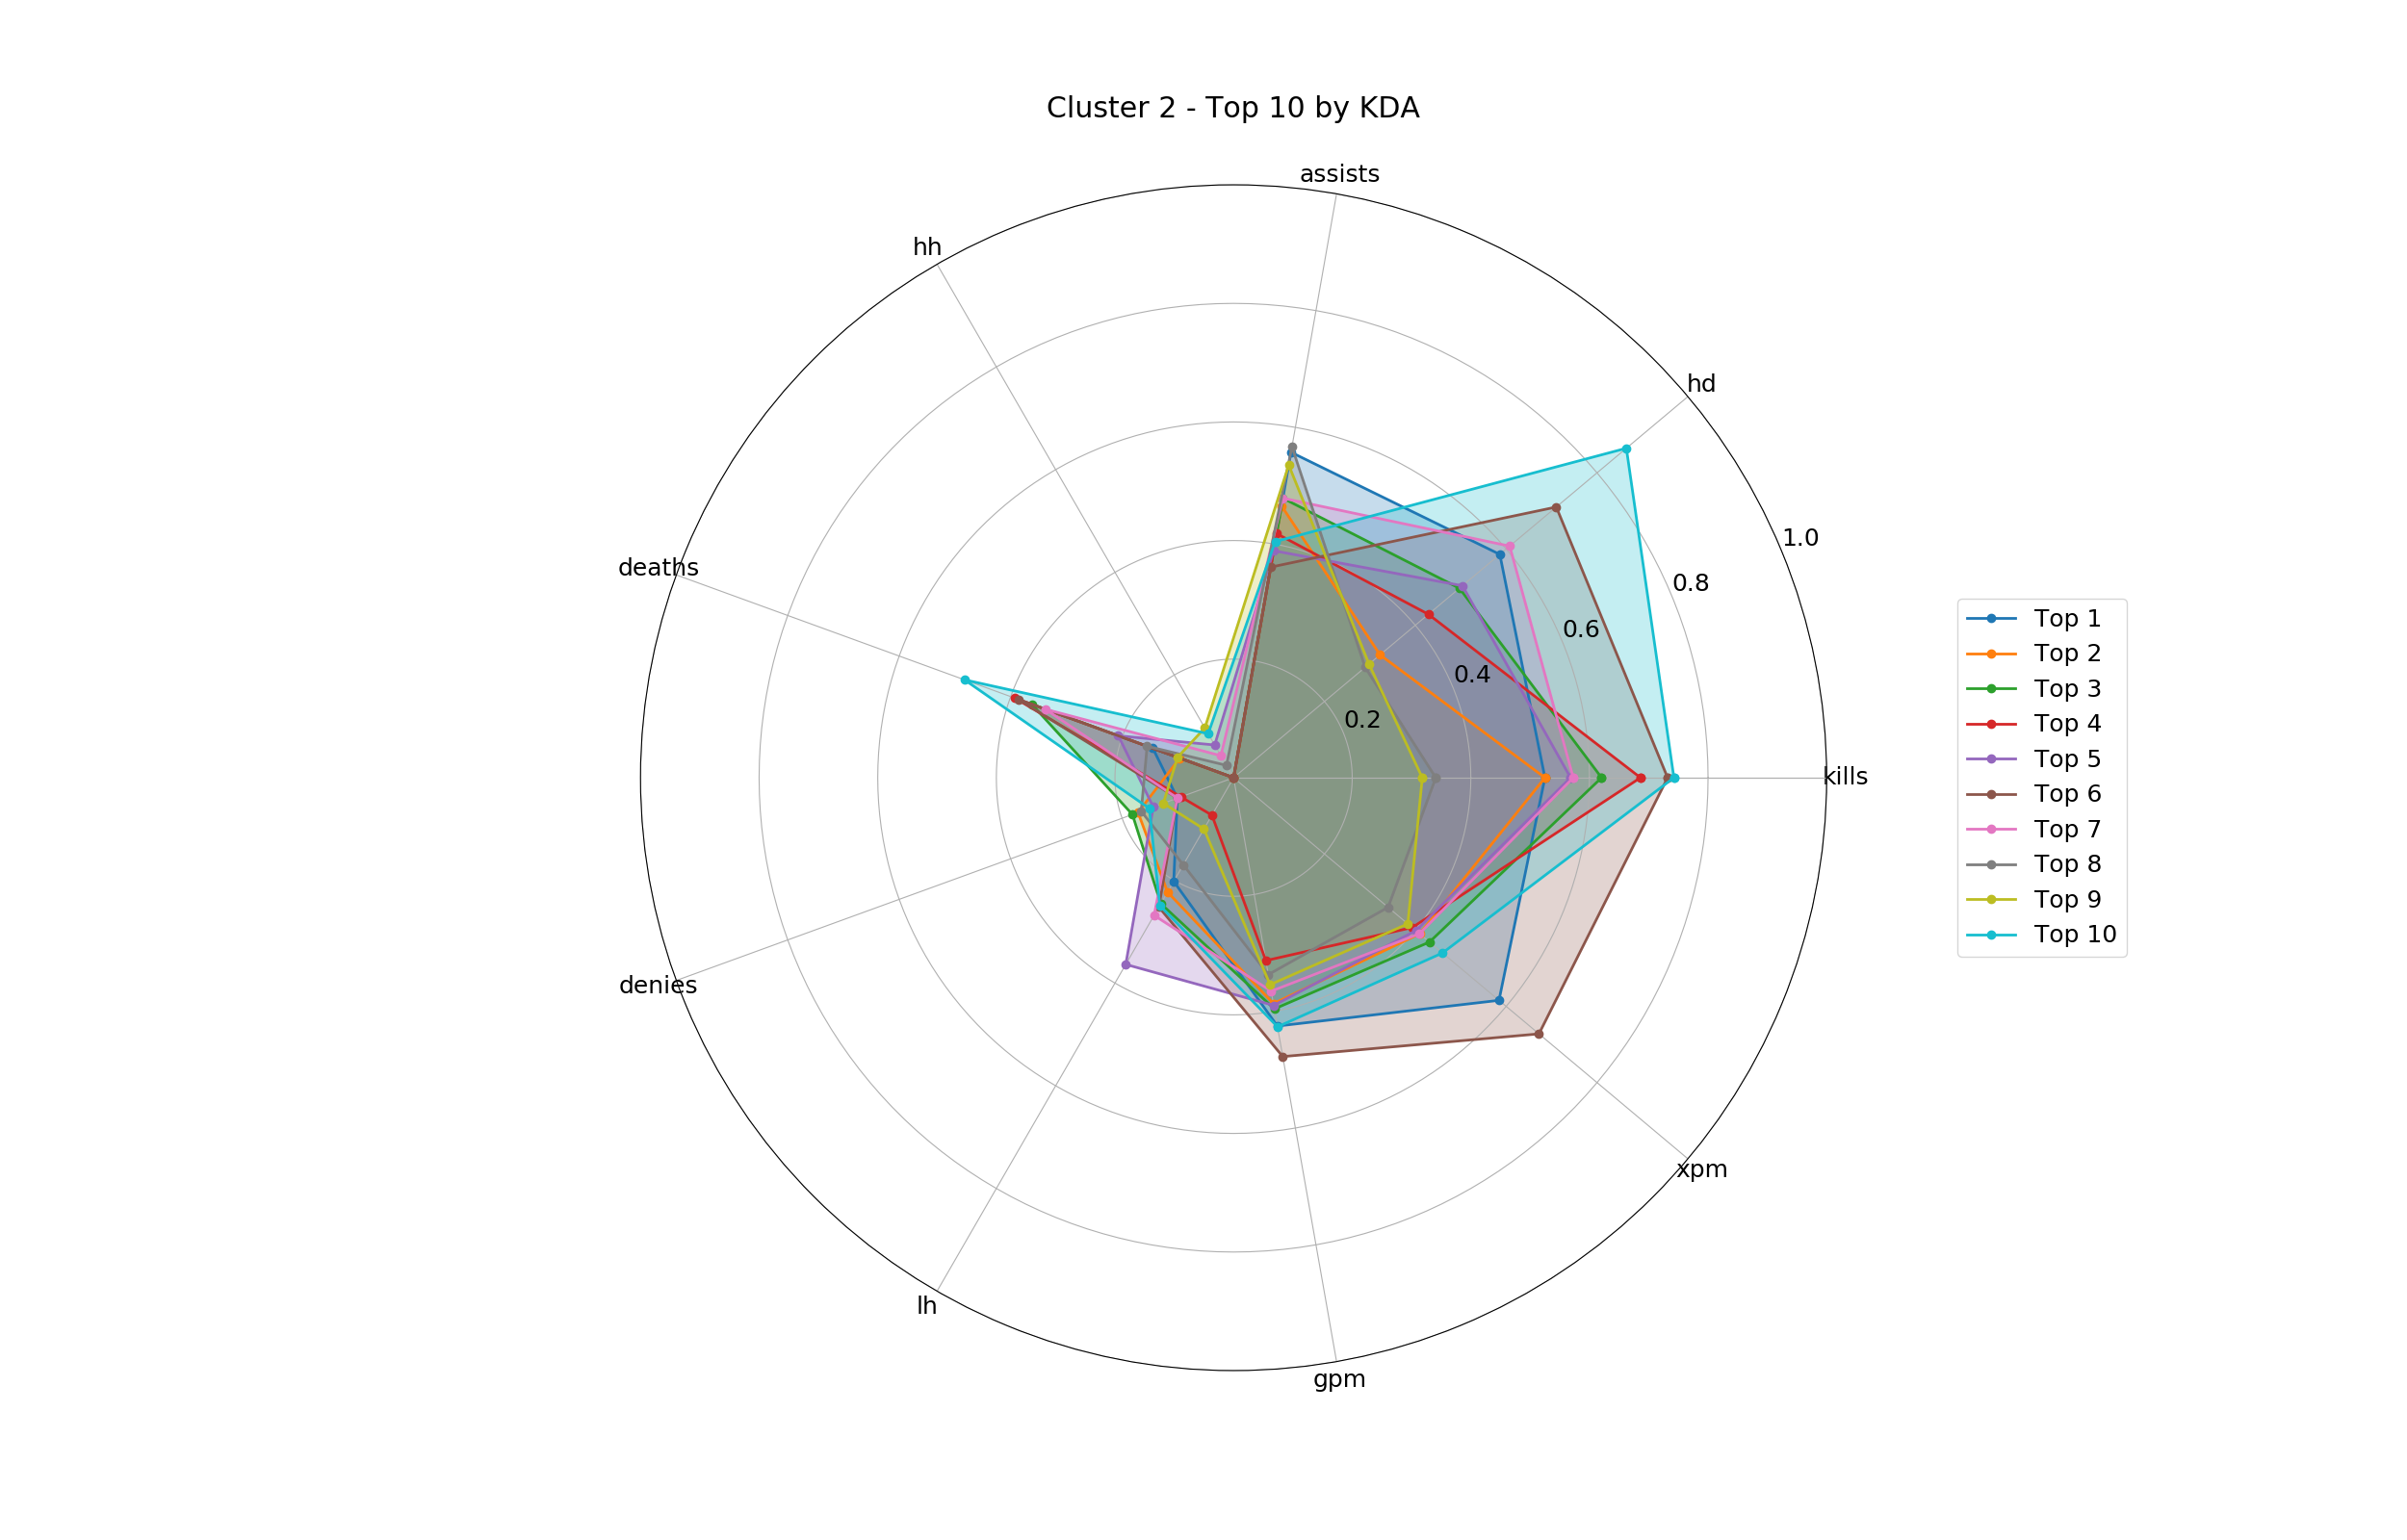 Cluster 2 - Top 10 by KDA
assists
hh
hd
1.0
deaths
0.8
0.6
0.4
0.2
kills
denies
xpm
lh
gpm
Top 1
Top 2
Top 3
Top 4
Top 5
Top 6
Top 7
Top 8
Top 9
Top 10